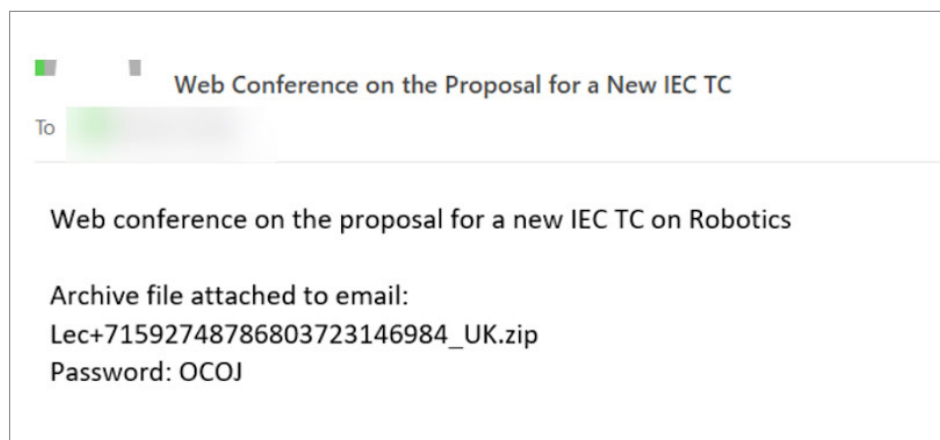 Web Conference on the Proposal for a New IEC TC
To
Web conference on the proposal for a new IEC TC on Robotics
Archive file attached to email:
Lec+71592748786803723146984_UK.zip
Password: OCOJ